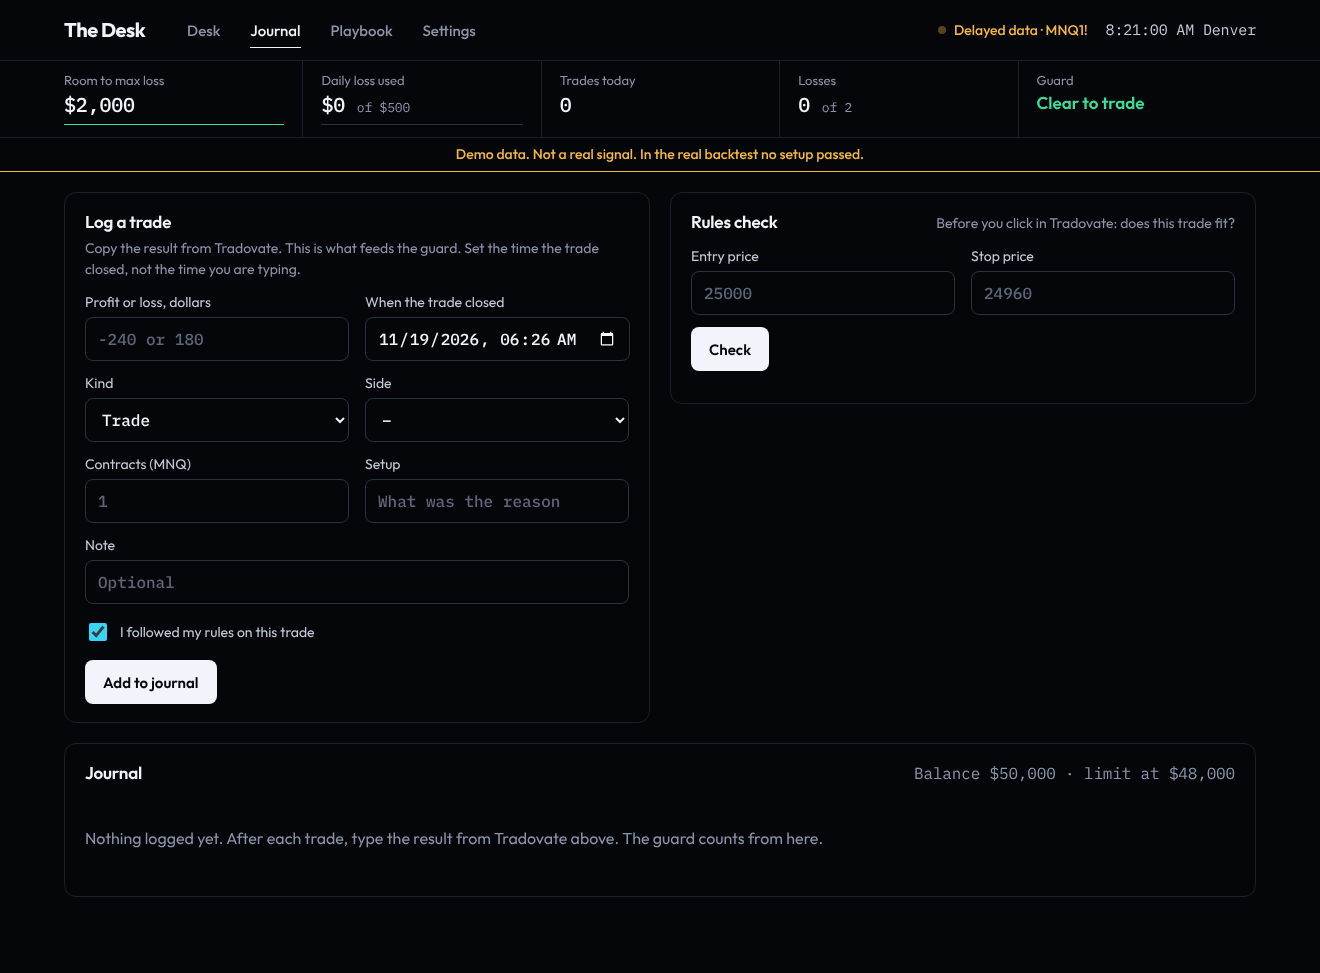 The Desk
Desk
Journal
Playbook
Settings
Delayed data · MNQ1!
8:21:00 AM Denver
Room to max loss
$2,000
Daily loss used
$0 of $500
Trades today
0
Losses
0 of 2
Guard
Clear to trade
Demo data. Not a real signal. In the real backtest no setup passed.
Log a trade
Copy the result from Tradovate. This is what feeds the guard. Set the time the trade
closed, not the time you are typing.
Profit or loss, dollars
-240 or 180
When the trade closed
11/19/2026, 06:26 AM
Kind
Trade
Side
–
Contracts (MNQ)
1
Setup
What was the reason
Note
Optional
I followed my rules on this trade
Add to journal
Rules check
Before you click in Tradovate: does this trade fit?
Entry price
25000
Stop price
24960
Check
Journal
Balance $50,000 · limit at $48,000
Nothing logged yet. After each trade, type the result from Tradovate above. The guard counts from here.